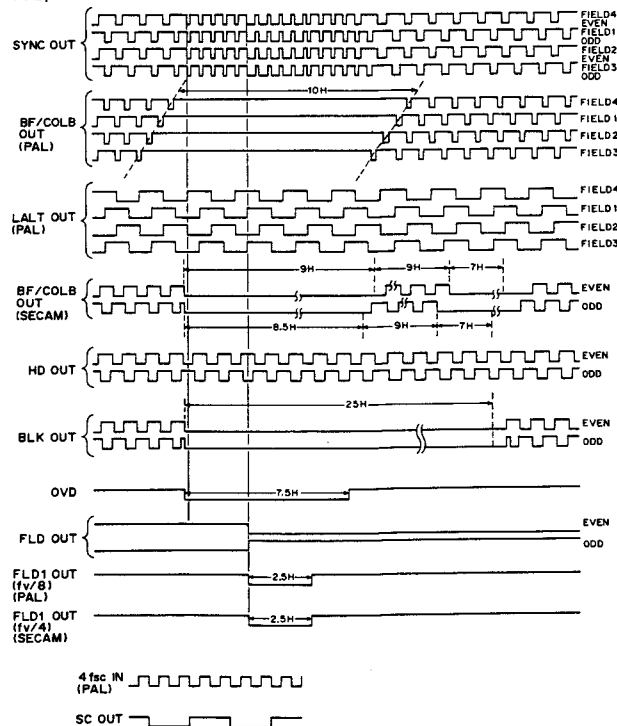 FIELD4
EVEN
FIELD1
ODD
SYNC OUT
FIELD2
EVEN
FIELD3
ODD
10H
FIELD4
BF/COLB
OUT
(PAL)
FIELD1
FIELD2
FIELD3
FIELD4
LALT OUT
(PAL)
FIELD1
FIELD2
FIELD3
9H 9H 7H
BF/COLB
OUT
(SECAM)
EVEN
ODD
8.5H 9H 7H
HD OUT
EVEN
ODD
25H
BLK OUT
EVEN
ODD
OVD
7.5H
FLD OUT
EVEN
ODD
FLD1 OUT
(fv/8)
(PAL)
2.5H
FLD1 OUT
(fv/4)
(SECAM)
2.5H
4fsc IN
(PAL)
SC OUT